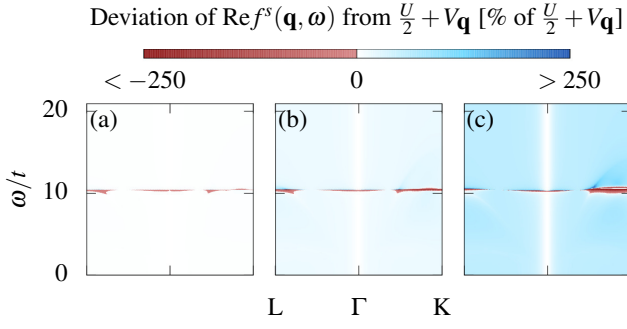 Deviation of Re f^s(𝐪, ω) from U/2 + V_𝐪 [% of U/2 + V_𝐪]
< −250 0 > 250
(a) (b) (c)
20
10
0
ω/t
L Γ K